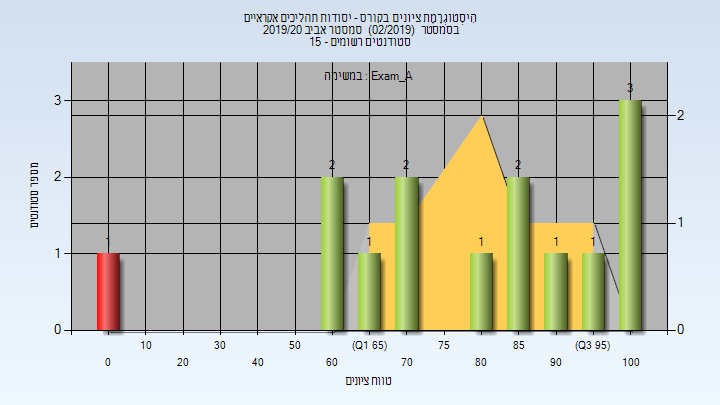 היסטוגרמת ציונים בקורס - יסודות תהליכים אקראיים
בסמסטר (02/2019) סמסטר אביב 2019/20
סטודנטים רשומים - 15
במשימה : Exam_A
מספר סטודנטים
3
2
1
0
2
1
0
1
2
1
2
1
2
1
1
3
10 20 30 50 (Q1 65) 75 85 (Q3 95)
0 20 40 60 70 80 90 100
טווח ציונים